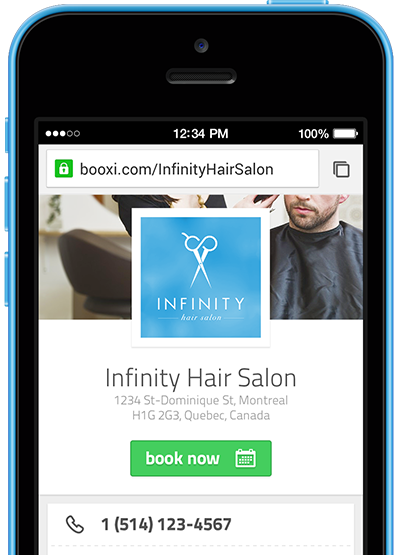 12:34 PM 100%
booxi.com/InfinityHairSalon
INFINITY
hair salon
Infinity Hair Salon
1234 St-Dominique St, Montreal
H1G 2G3, Quebec, Canada
book now
1 (514) 123-4567